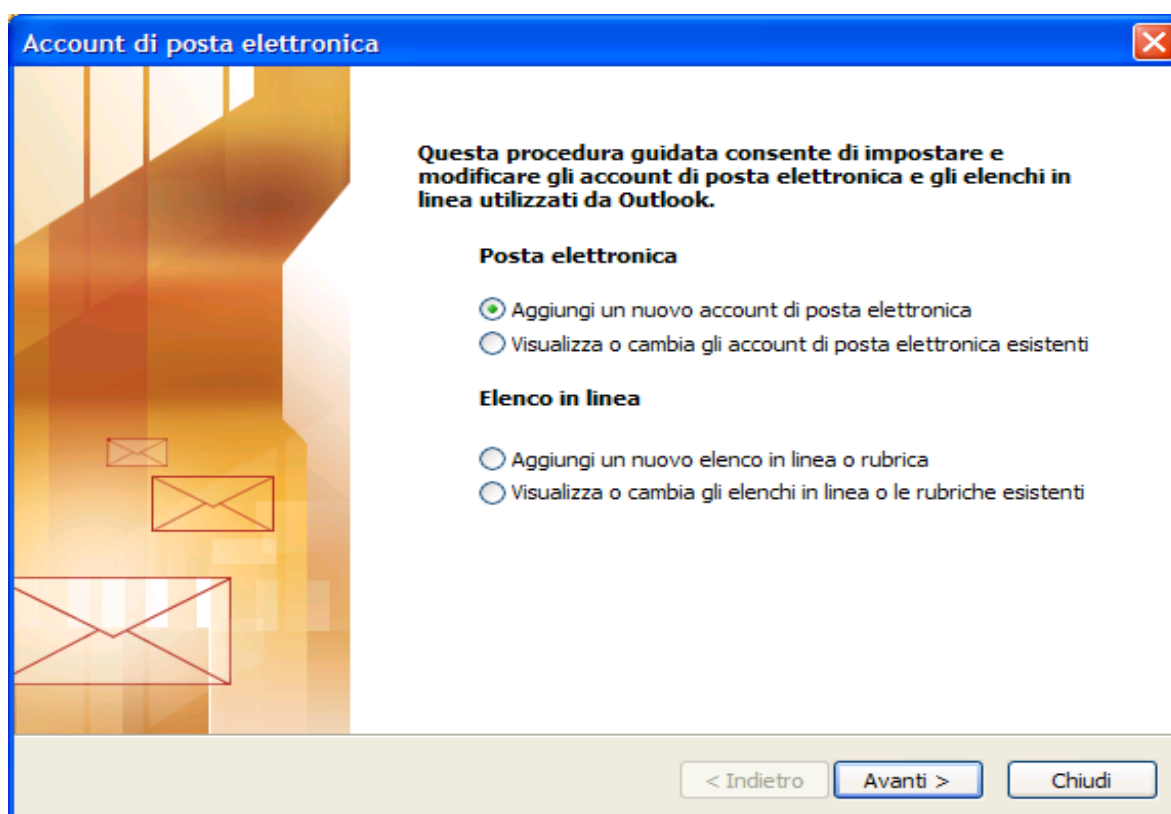 Account di posta elettronica
Questa procedura guidata consente di impostare e
modificare gli account di posta elettronica e gli elenchi in
linea utilizzati da Outlook.
Posta elettronica
Aggiungi un nuovo account di posta elettronica
Visualizza o cambia gli account di posta elettronica esistenti
Elenco in linea
Aggiungi un nuovo elenco in linea o rubrica
Visualizza o cambia gli elenchi in linea o le rubriche esistenti
< Indietro Avanti > Chiudi